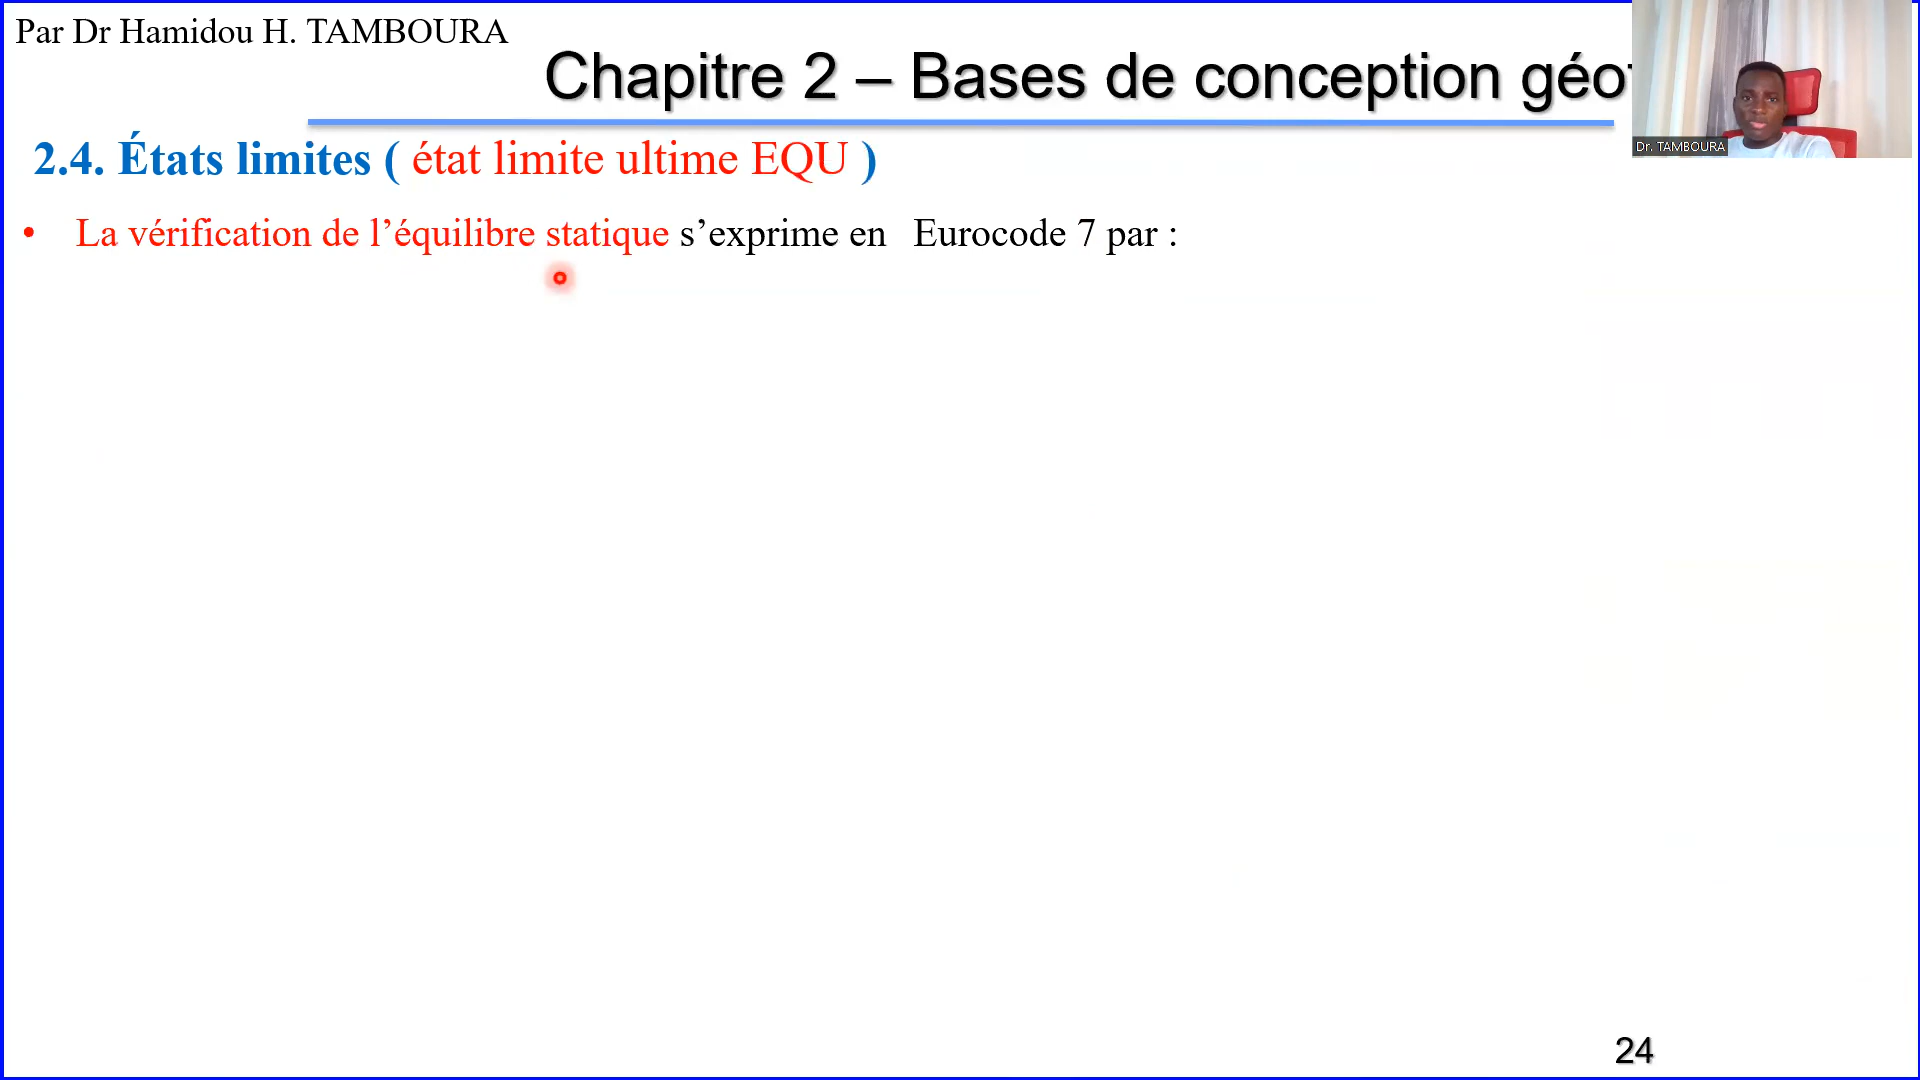 Par Dr Hamidou H. TAMBOURA
Chapitre 2 – Bases de conception géo
Dr. TAMBOURA
2.4. États limites ( état limite ultime EQU )
• La vérification de l’équilibre statique s’exprime en Eurocode 7 par :
24